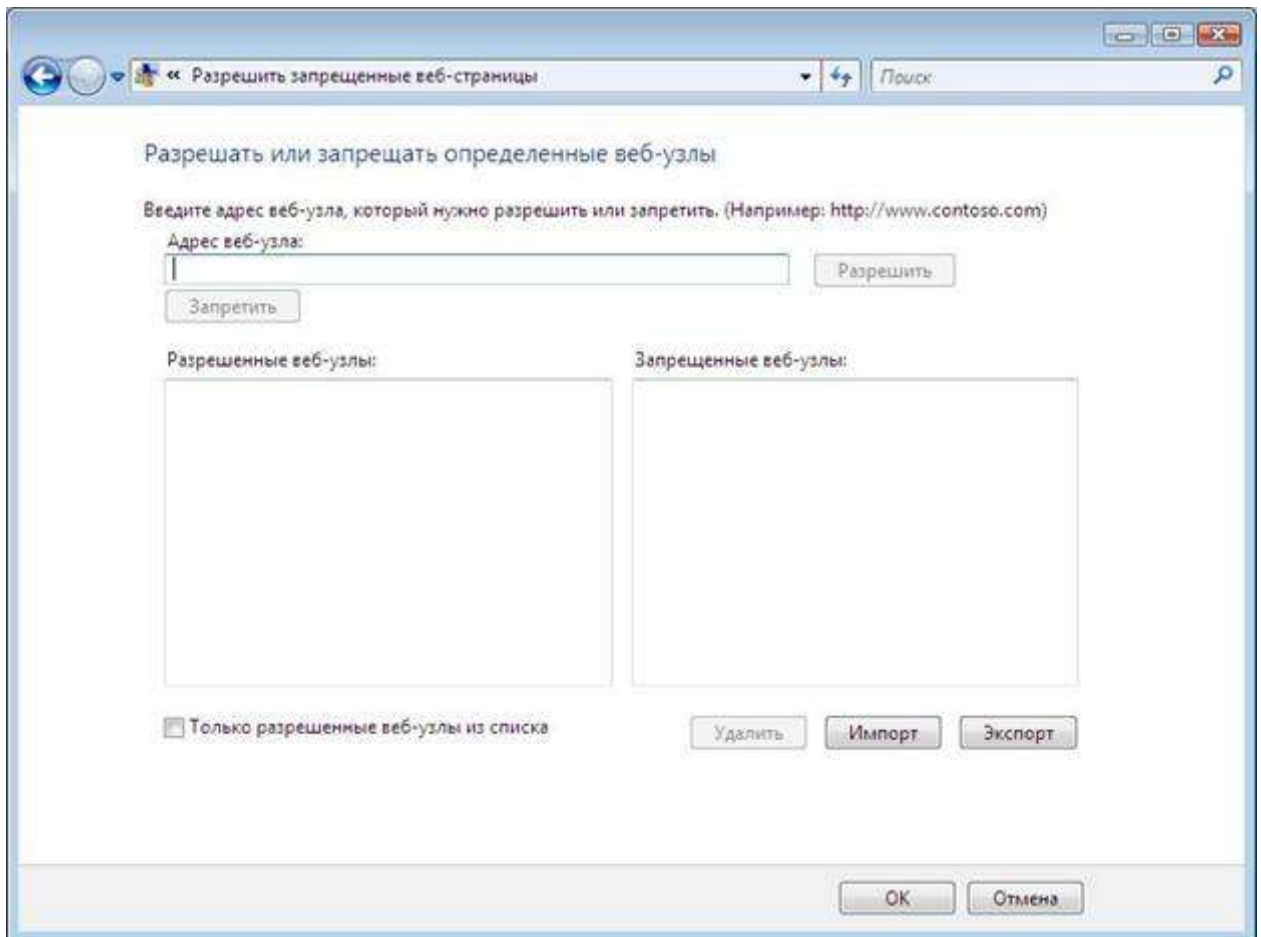 « Разрешить запрещенные веб-страницы
Поиск
Разрешать или запрещать определенные веб-узлы
Введите адрес веб-узла, который нужно разрешить или запретить. (Например: http://www.contoso.com)
Адрес веб-узла:
Разрешить
Запретить
Разрешенные веб-узлы: Запрещенные веб-узлы:
Только разрешенные веб-узлы из списка
Удалить Импорт Экспорт
OK Отмена